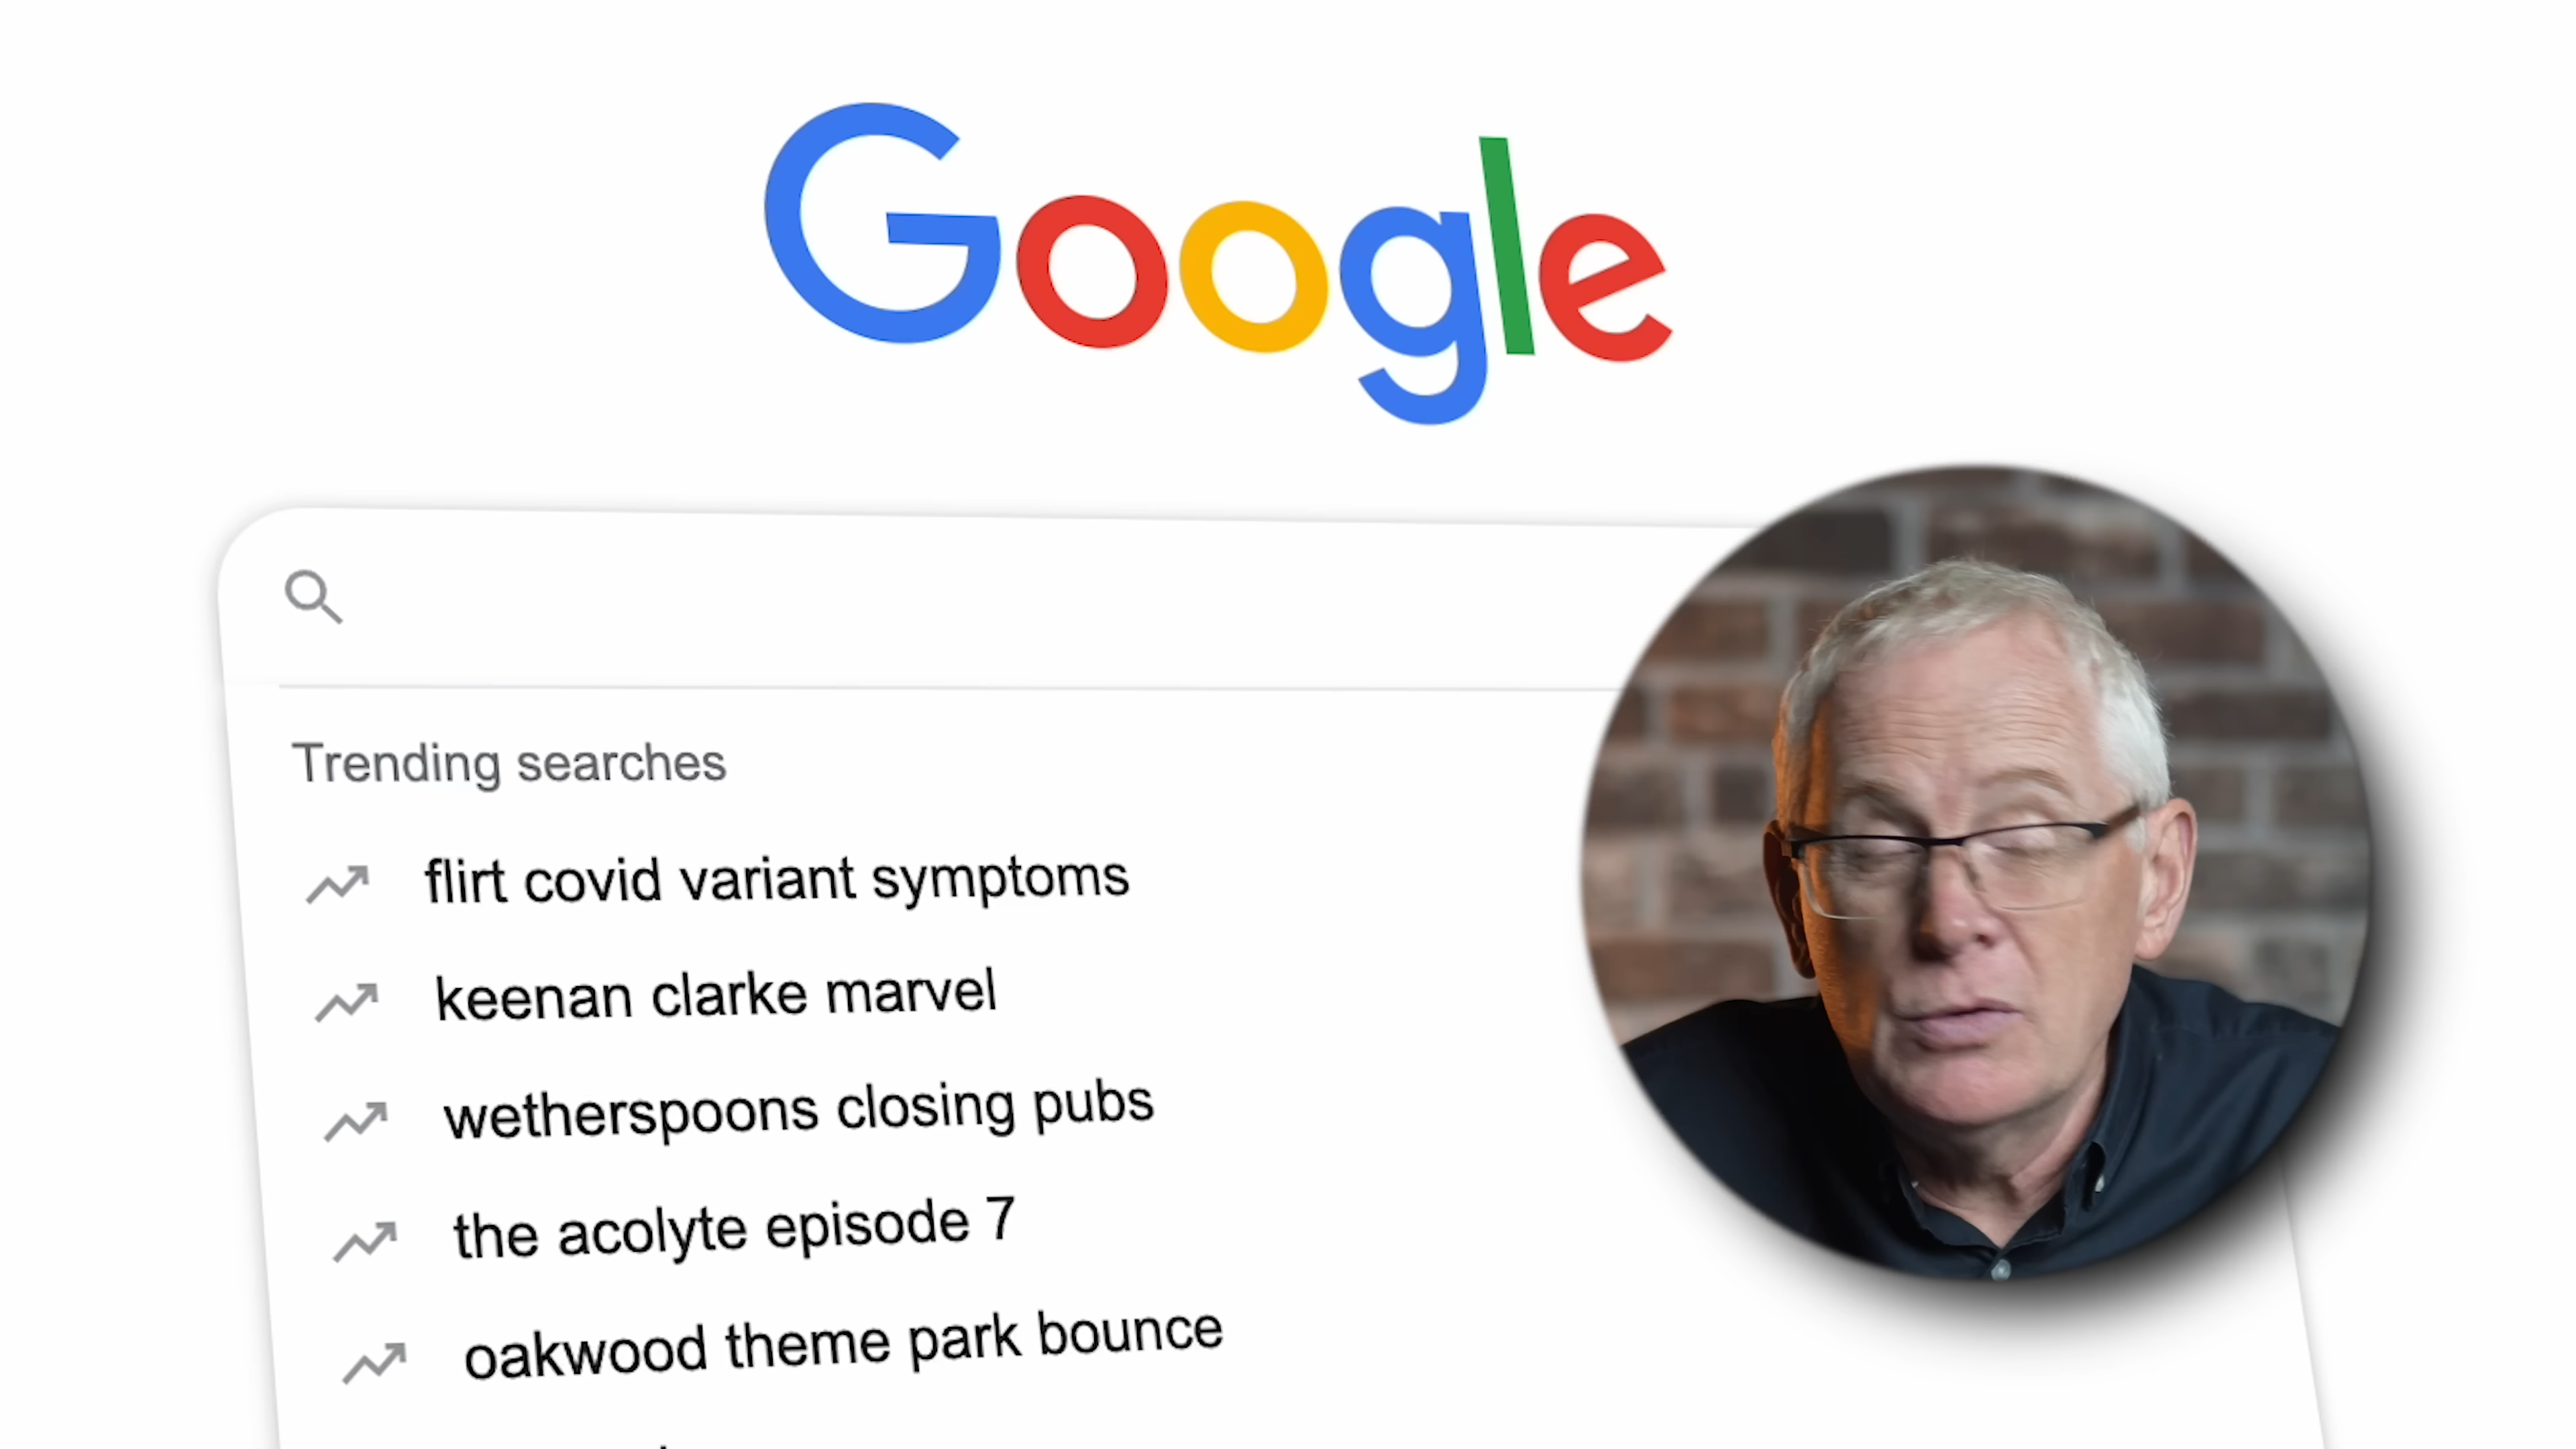 Google
Trending searches
flirt covid variant symptoms
keenan clarke marvel
wetherspoons closing pubs
the acolyte episode 7
oakwood theme park bounce